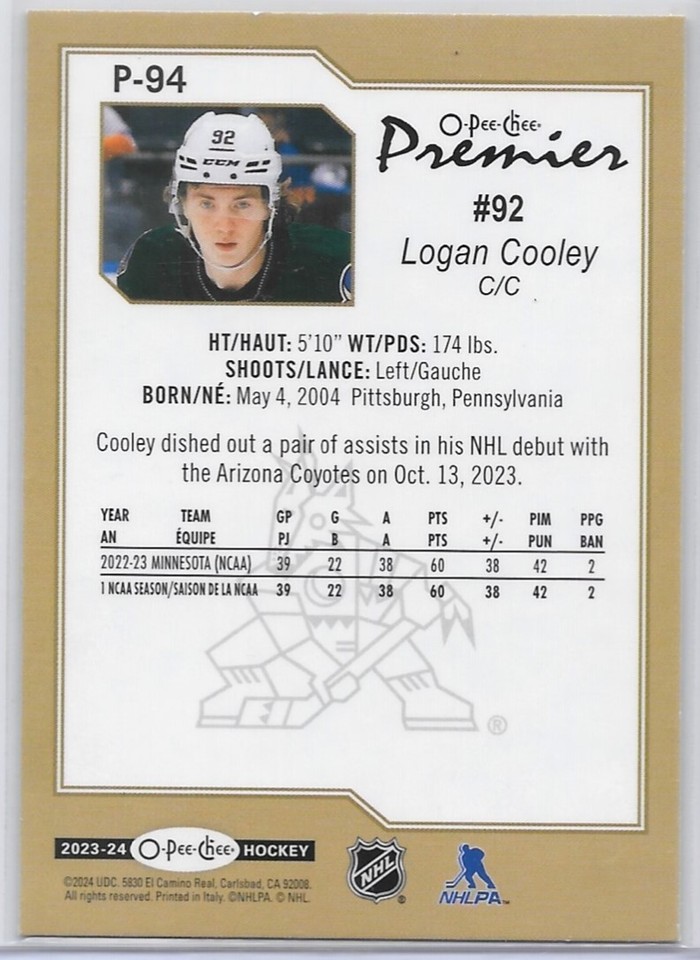 P-94
92
CCM
O-Pee-Chee
Premier
#92
Logan Cooley
C/C
HT/HAUT: 5'10" WT/PDS: 174 lbs.
SHOOTS/LANCE: Left/Gauche
BORN/NÉ: May 4, 2004 Pittsburgh, Pennsylvania
Cooley dished out a pair of assists in his NHL debut with
the Arizona Coyotes on Oct. 13, 2023.
YEAR TEAM GP G A PTS +/- PIM PPG
AN ÉQUIPE PJ B A PTS +/- PUN BAN
2022-23 MINNESOTA (NCAA) 39 22 38 60 38 42 2
1 NCAA SEASON/SAISON DE LA NCAA 39 22 38 60 38 42 2
®
2023-24 O-Pee-Chee HOCKEY
©2024 UDC. 5830 El Camino Real, Carlsbad, CA 92008.
All rights reserved. Printed in Italy. ©NHLPA. © NHL.
NHL ®
NHLPA™